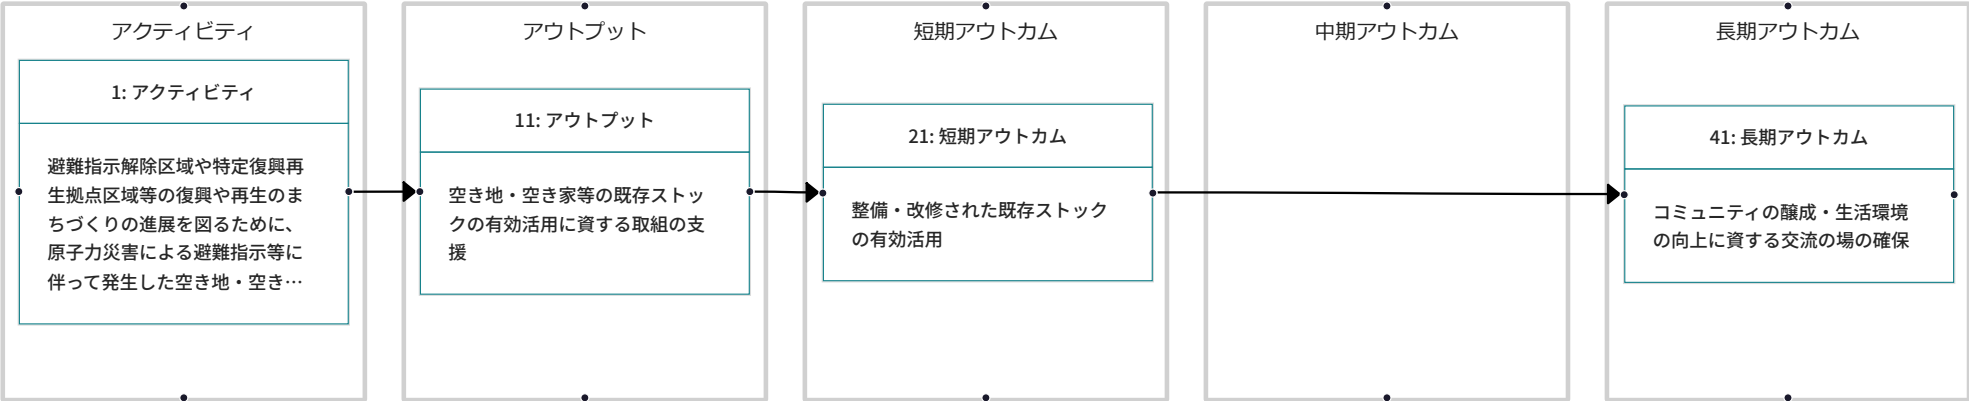 アクティビティ
1: アクティビティ
避難指示解除区域や特定復興再
生拠点区域等の復興や再生のま
ちづくりの進展を図るために、
原子力災害による避難指示等に
伴って発生した空き地・空き…
アウトプット
11: アウトプット
空き地・空き家等の既存ストッ
クの有効活用に資する取組の支
援
短期アウトカム
21: 短期アウトカム
整備・改修された既存ストック
の有効活用
中期アウトカム
長期アウトカム
41: 長期アウトカム
コミュニティの醸成・生活環境
の向上に資する交流の場の確保